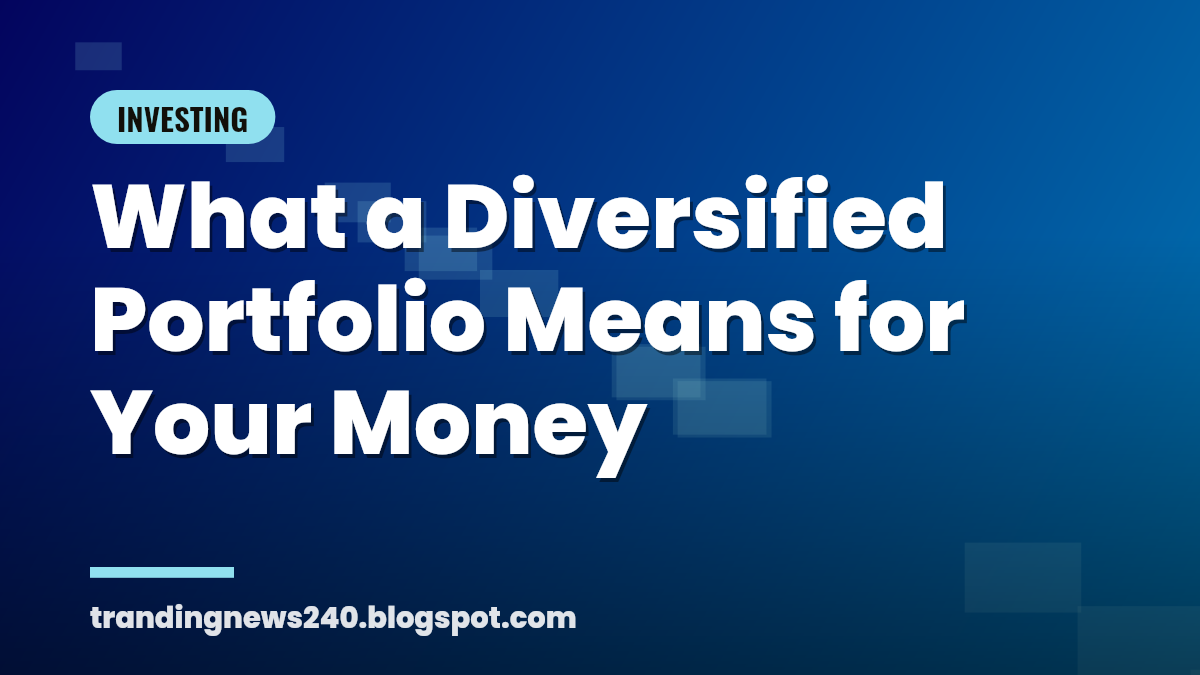 INVESTING
What a Diversified
Portfolio Means for
Your Money
trandingnews240.blogspot.com